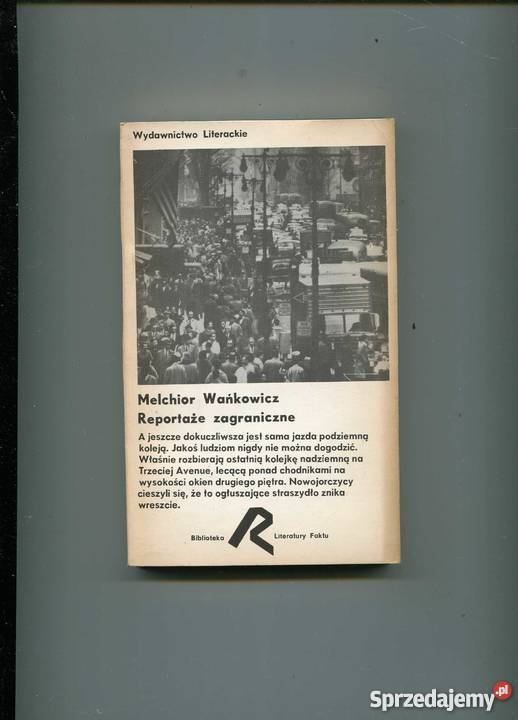 Wydawnictwo Literackie
Melchior Wańkowicz
Reportaże zagraniczne
A jeszcze dokuczliwsza jest sama jazda podziemną
koleją. Jakoś ludziom nigdy nie można dogodzić.
Właśnie rozbierają ostatnią kolejkę nadziemną na
Trzeciej Avenue, lecącą ponad chodnikami na
wysokości okien drugiego piętra. Nowojorczycy
cieszyli się, że to ogłuszające straszydło znika
wreszcie.
Biblioteka R Literatury Faktu
Sprzedajemy.pl